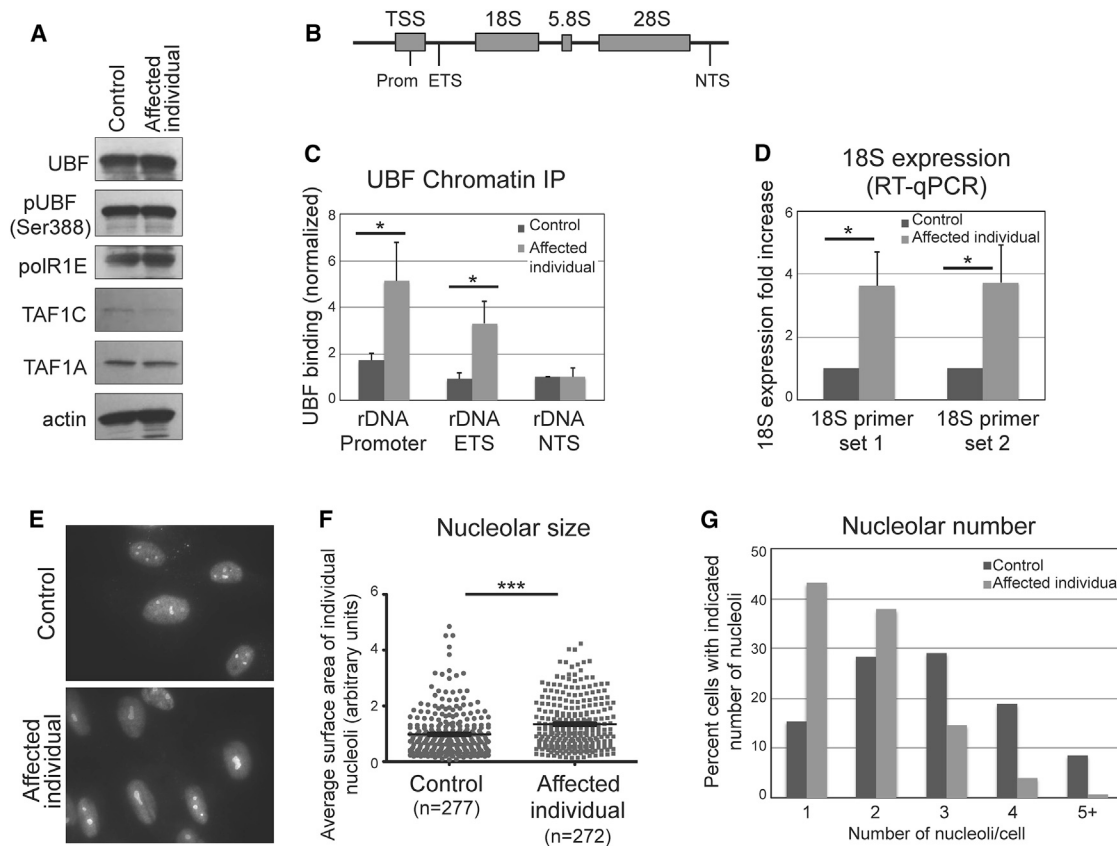 A
Control
Affected
individual
UBF
pUBF
(Ser388)
polR1E
TAF1C
TAF1A
actin
B
TSS
18S
5.8S
28S
Prom
ETS
NTS
C
UBF Chromatin IP
UBF binding (normalized)
8
6
4
2
0
Control
Affected
individual
*
*
rDNA
Promoter
rDNA
ETS
rDNA
NTS
D
18S expression
(RT-qPCR)
18S expression fold increase
6
4
2
0
Control
Affected individual
*
*
18S primer
set 1
18S primer
set 2
E
Control
Affected
individual
F
Nucleolar size
Average surface area of individual
nucleoli (arbitrary units)
6
4
2
0
***
Control
(n=277)
Affected
individual
(n=272)
G
Nucleolar number
Percent cells with indicated
number of nucleoli
50
40
30
20
10
0
Control
Affected individual
1
2
3
4
5+
Number of nucleoli/cell